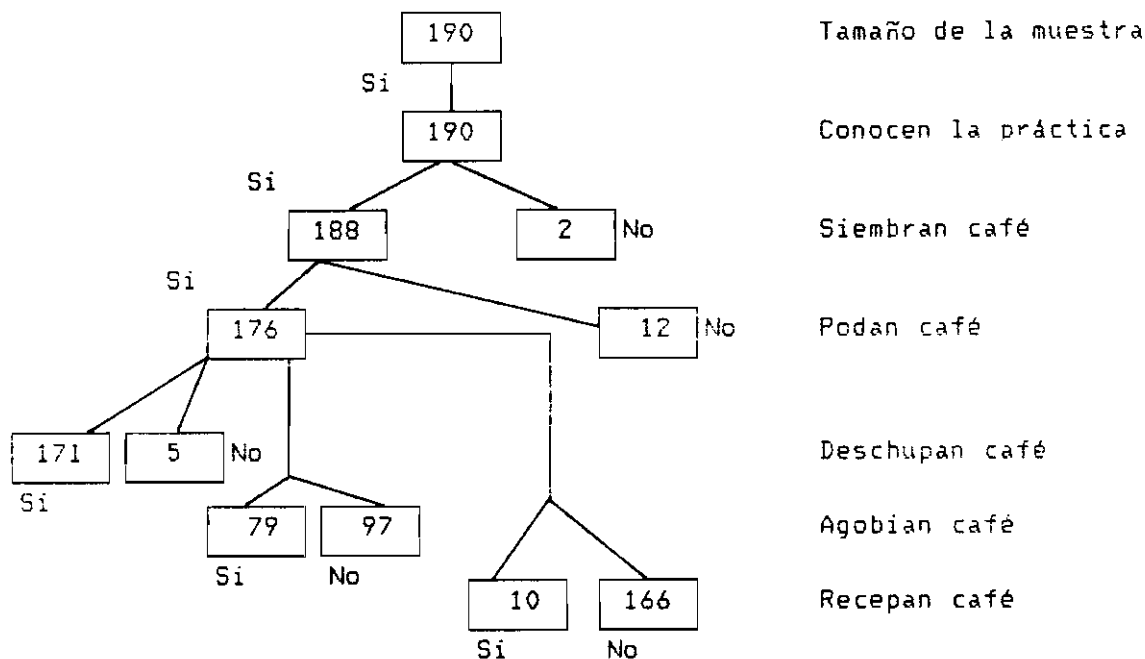 190 Tamaño de la muestra
Si
190 Conocen la práctica
Si
188 2 No Siembran café
Si
176 12 No Podan café
171 5 No Deschupan café
Si
79 97 Agobian café
Si No
10 166 Recepan café
Si No